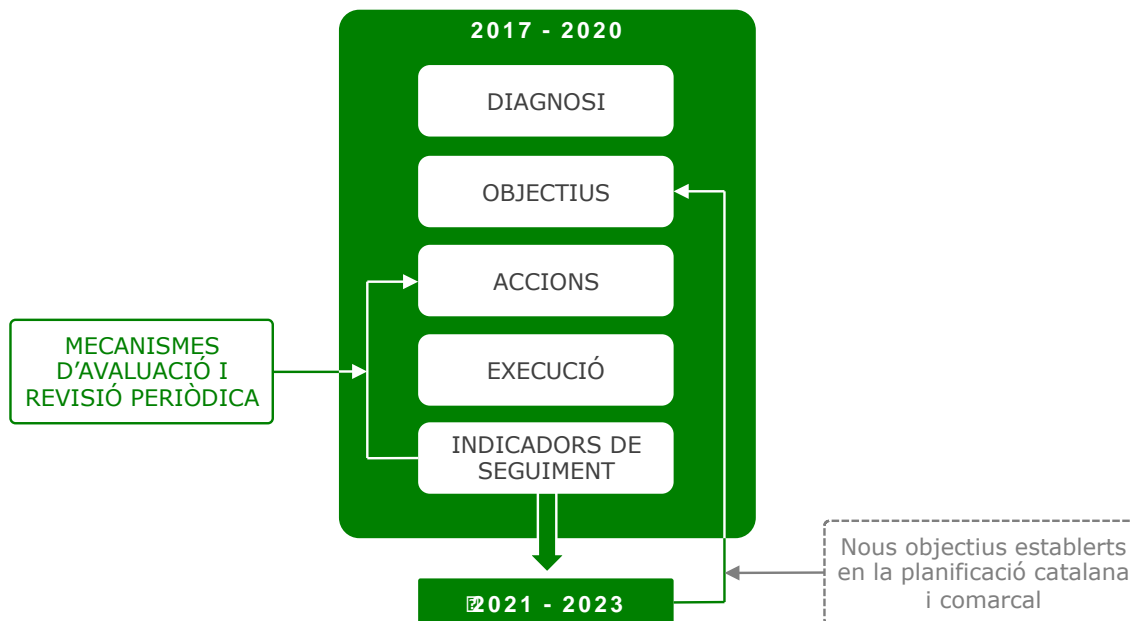 2017 - 2020
DIAGNOSI
OBJECTIUS
ACCIONS
MECANISMES
D'AVALUACIÓ I
REVISIÓ PERIÒDICA
EXECUCIÓ
INDICADORS DE
SEGUIMENT
Nous objectius establerts
en la planificació catalana
i comarcal
2021 - 2023